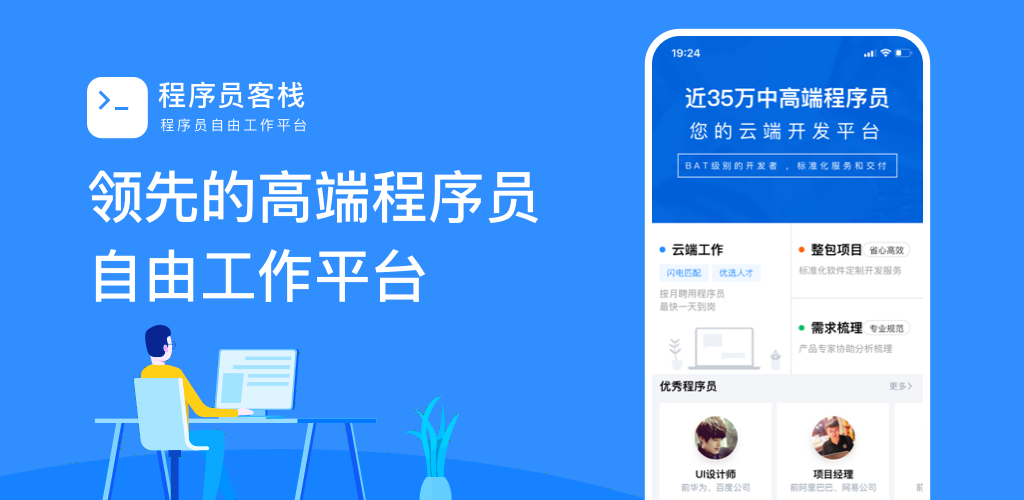 程序员客栈
程序员自由工作平台
领先的高端程序员
自由工作平台
19:24
近35万中高端程序员
您的云端开发平台
BAT级别的开发者，标准化服务和交付
云端工作
闪电匹配 优选人才
按月聘用程序员
最快一天到岗
整包项目 省心高效
标准化软件定制开发服务
需求梳理 专业规范
产品专家协助分析梳理
优秀程序员 更多
UI设计师
前华为、百度公司
项目经理
前阿里巴巴、网易公司
前